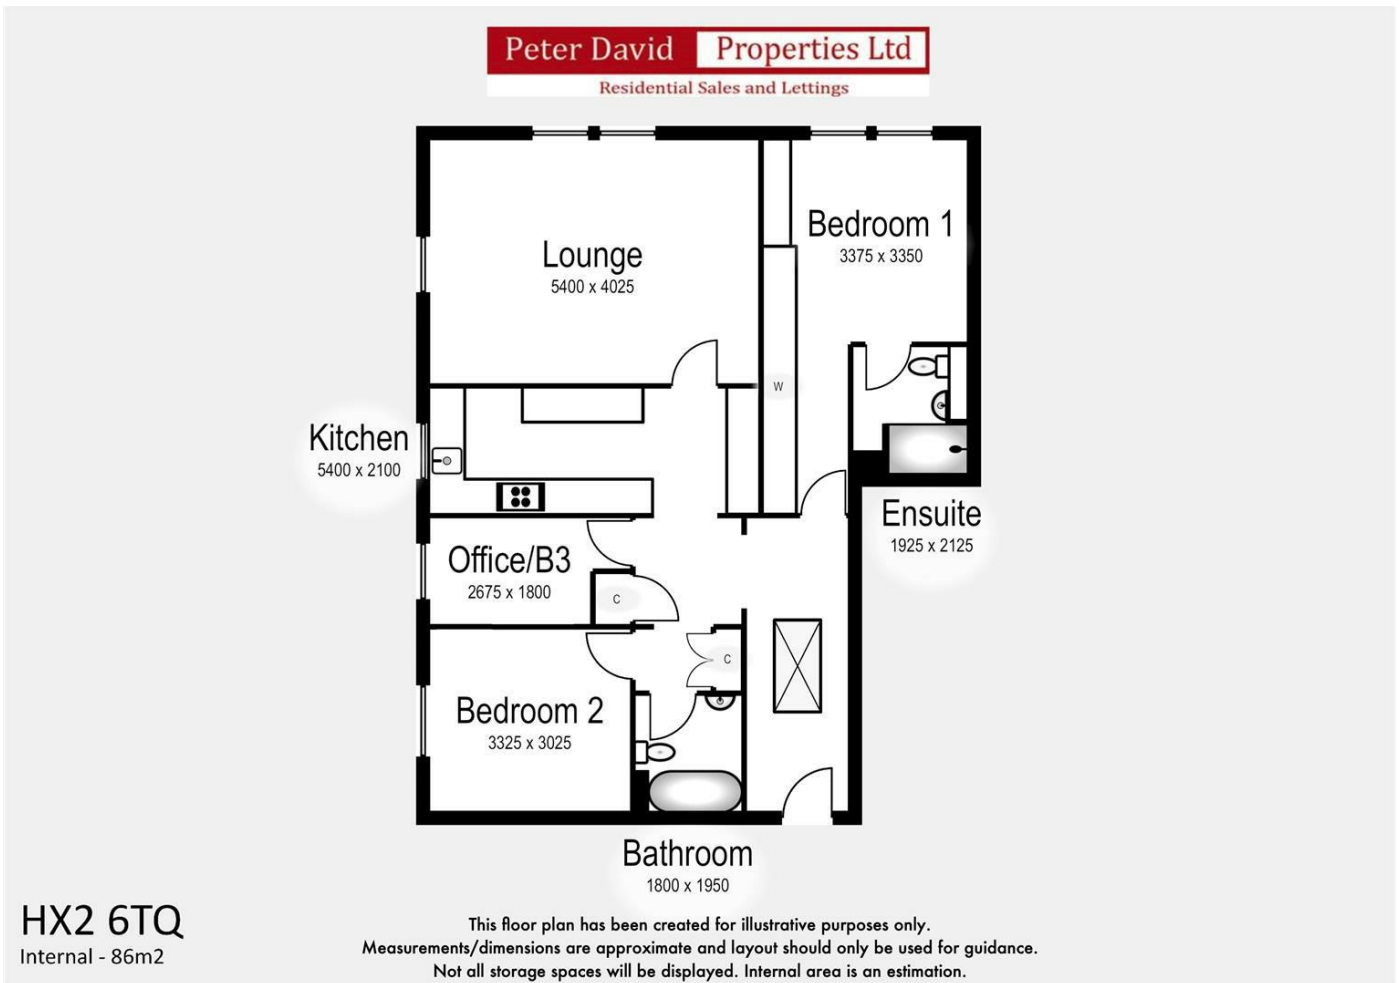 Peter David Properties Ltd
Residential Sales and Lettings
Bedroom 1
3375 x 3350
Lounge
5400 x 4025
W
Kitchen
5400 x 2100
Ensuite
1925 x 2125
Office/B3
2675 x 1800
C
C
Bedroom 2
3325 x 3025
Bathroom
1800 x 1950
HX2 6TQ
Internal - 86m2
This floor plan has been created for illustrative purposes only.
Measurements/dimensions are approximate and layout should only be used for guidance.
Not all storage spaces will be displayed. Internal area is an estimation.